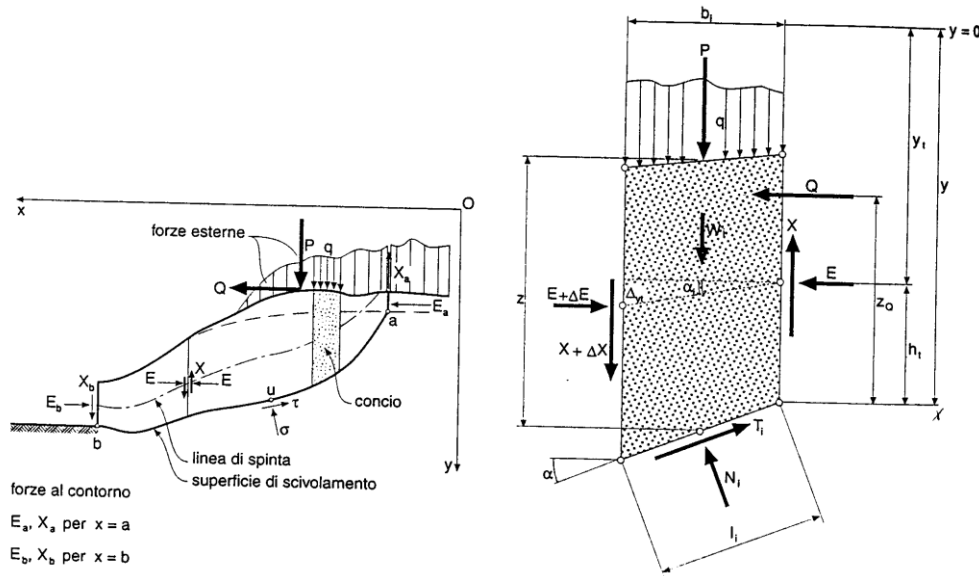 x
O
forze esterne
P
q
Q
X_a
E_a
a
X_b
E
X
E
E_b
u
τ
σ
concio
b
linea di spinta
superficie di scivolamento
y
forze al contorno
E_a, X_a per x = a
E_b, X_b per x = b
b_i
y = 0
P
q
y_t
y
Q
X
W_i
z
E + ΔE
α_t
E
z_Q
X + ΔX
h_t
T_i
α
N_i
l_i